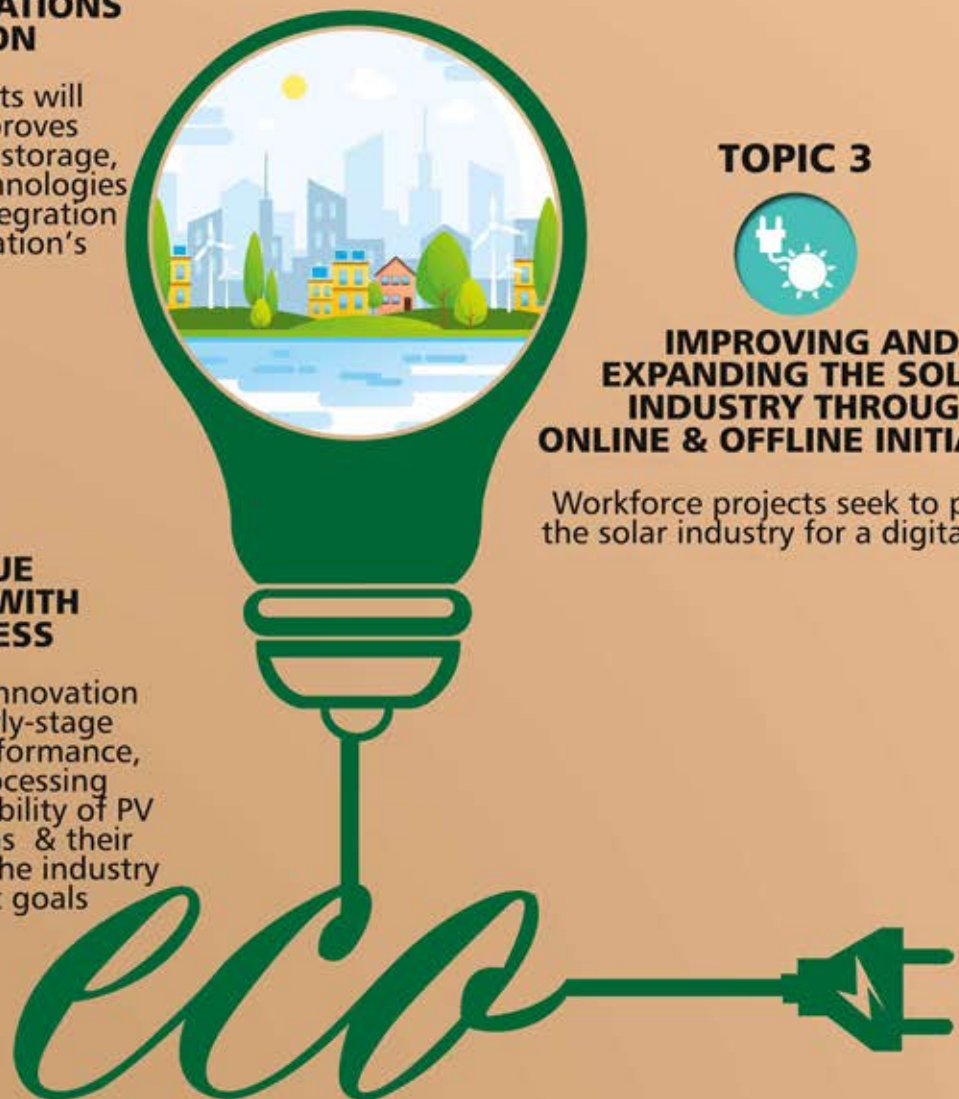 ATIONS
ON
ts will
proves
storage,
hnologies
egration
ation's
UE
WITH
ESS
nnovation
ly-stage
formance,
ocessing
bility of PV
s & their
he industry
t goals
TOPIC 3
IMPROVING AND
EXPANDING THE SOL
INDUSTRY THROUG
ONLINE & OFFLINE INITIA
Workforce projects seek to p
the solar industry for a digita
eco